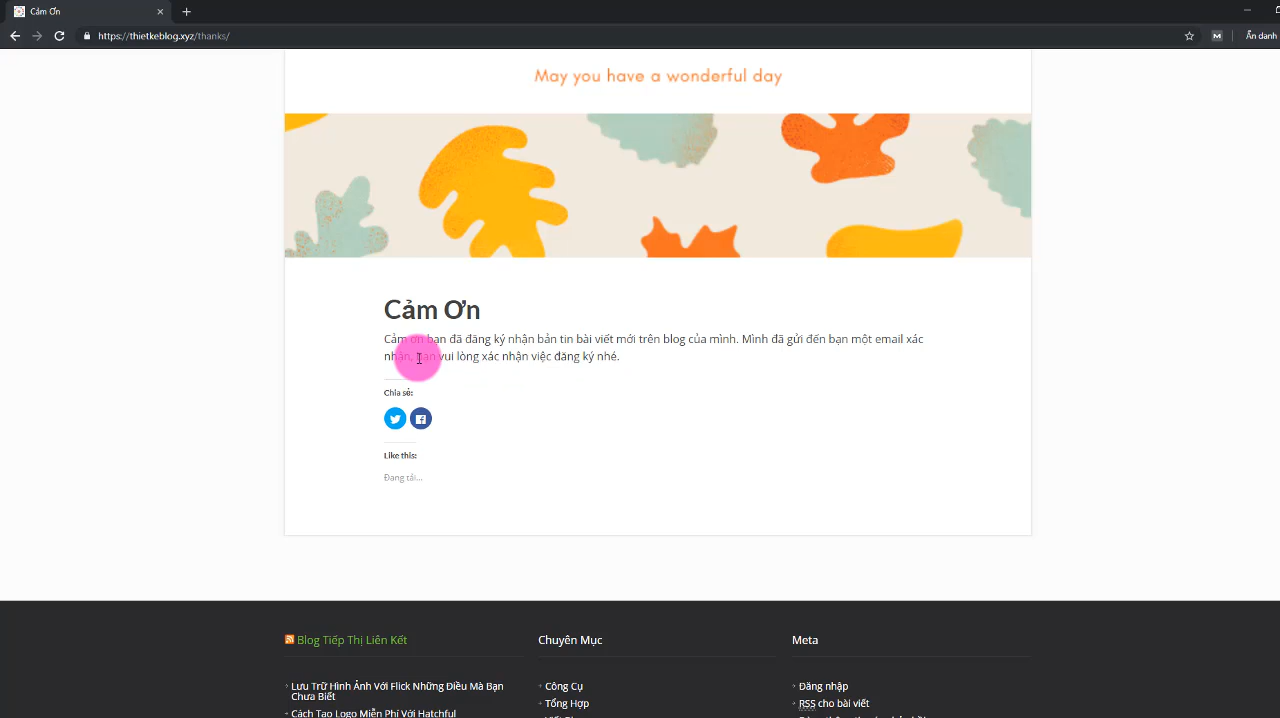 Cảm Ơn
https://thietkeblog.xyz/thanks/
M
Ẩn danh
May you have a wonderful day
Cảm Ơn
Cảm ơn bạn đã đăng ký nhận bản tin bài viết mới trên blog của mình. Mình đã gửi đến bạn một email xác
nhận, bạn vui lòng xác nhận việc đăng ký nhé.
Chia sẻ:
Like this:
Đang tải...
Blog Tiếp Thị Liên Kết
Chuyên Mục
Meta
Lưu Trữ Hình Ảnh Với Flick Những Điều Mà Bạn
Chưa Biết
Công Cụ
Đăng nhập
Cách Tạo Logo Miễn Phí Với Hatchful
Tổng Hợp
RSS cho bài viết